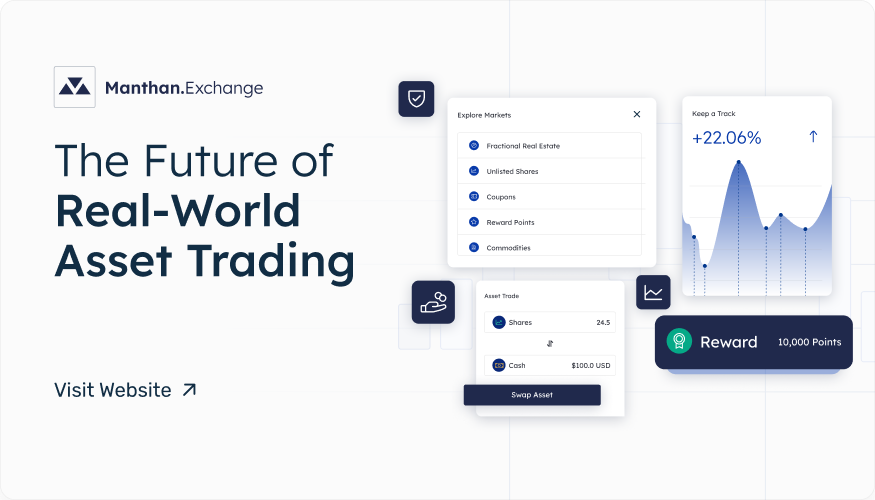 Manthan.Exchange
The Future of
Real-World
Asset Trading
Visit Website
Explore Markets
Fractional Real Estate
Unlisted Shares
Coupons
Reward Points
Commodities
Keep a Track
+22.06%
Asset Trade
Shares 24.5
Cash $100.0 USD
Swap Asset
Reward 10,000 Points